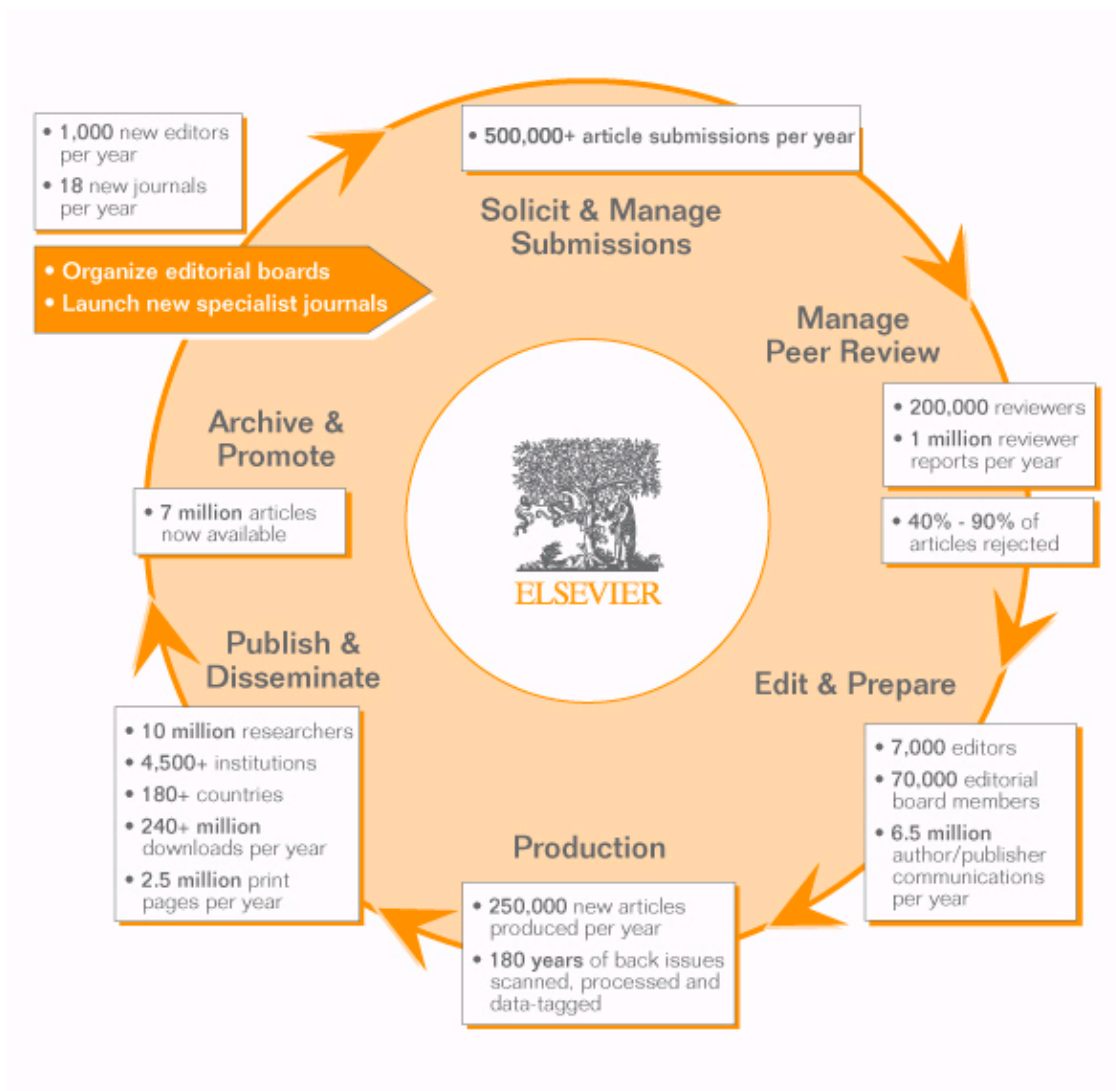 • 1,000 new editors
per year
• 18 new journals
per year
• Organize editorial boards
• Launch new specialist journals
• 500,000+ article submissions per year
Solicit & Manage
Submissions
Manage
Peer Review
• 200,000 reviewers
• 1 million reviewer
reports per year
• 40% - 90% of
articles rejected
Edit & Prepare
• 7,000 editors
• 70,000 editorial
board members
• 6.5 million
author/publisher
communications
per year
Production
• 250,000 new articles
produced per year
• 180 years of back issues
scanned, processed and
data-tagged
Publish &
Disseminate
• 10 million researchers
• 4,500+ institutions
• 180+ countries
• 240+ million
downloads per year
• 2.5 million print
pages per year
Archive &
Promote
• 7 million articles
now available
ELSEVIER